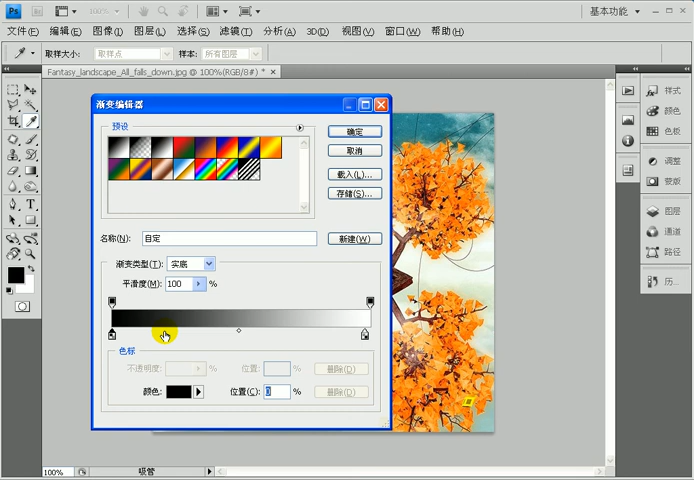 Ps Br 100%
基本功能
文件(F) 编辑(E) 图像(I) 图层(L) 选择(S) 滤镜(T) 分析(A) 3D(D) 视图(V) 窗口(W) 帮助(H)
取样大小: 取样点 样本: 所有图层
Fantasy_landscape_All_falls_down.jpg @ 100%(RGB/8#) *
渐变编辑器
预设
确定
取消
载入(L)...
存储(S)...
名称(N): 自定
新建(W)
渐变类型(T): 实底
平滑度(M): 100 %
色标
不透明度: % 位置: % 删除(D)
颜色: 位置(C): 0 % 删除(D)
样式
颜色
色板
调整
蒙版
图层
通道
路径
历...
100% 吸管